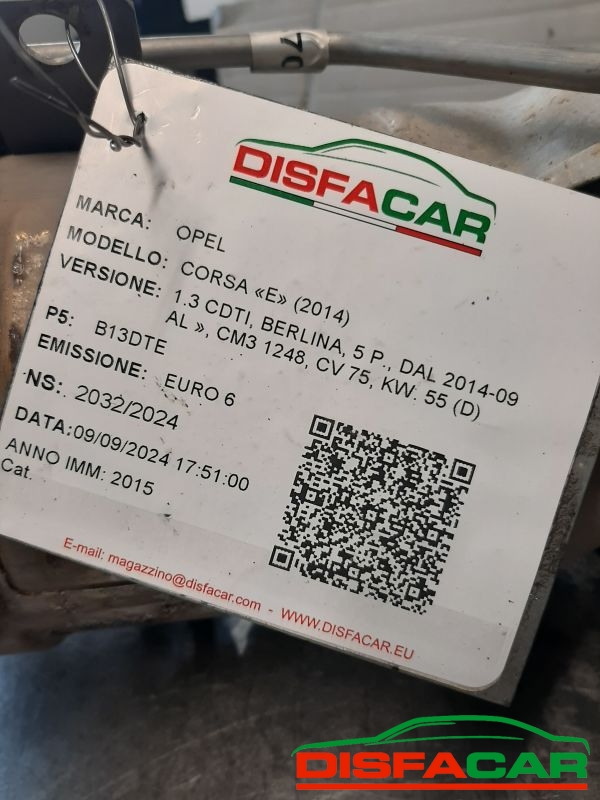 DISFACAR
MARCA: OPEL
MODELLO: CORSA «E» (2014)
VERSIONE: 1.3 CDTI, BERLINA, 5 P., DAL 2014-09
AL », CM3 1248, CV 75, KW. 55 (D)
P5: B13DTE
EMISSIONE: EURO 6
NS: 2032/2024
DATA:09/09/2024 17:51:00
ANNO IMM: 2015
Cat.
E-mail: magazzino@disfacar.com - WWW.DISFACAR.EU
DISFACAR